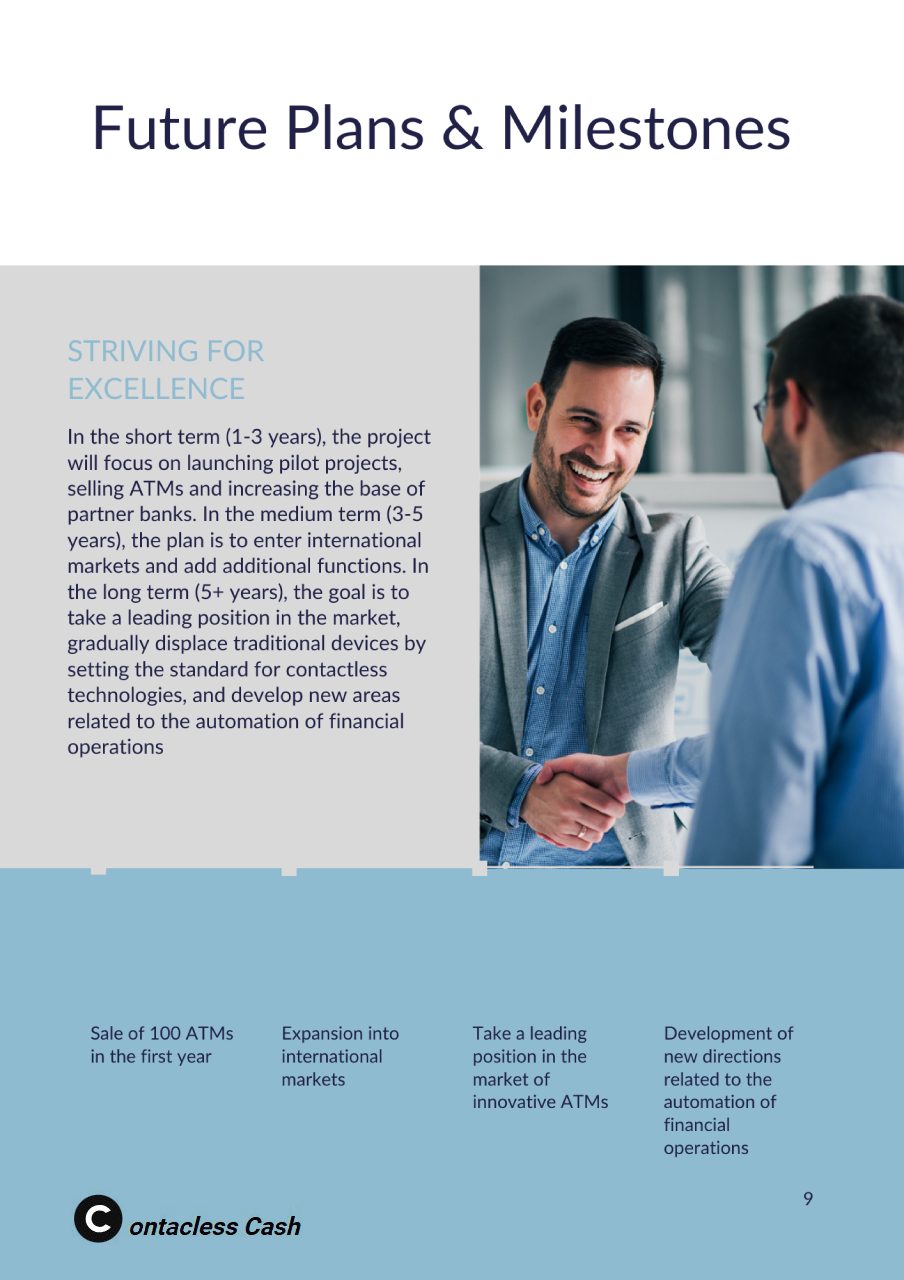 Future Plans & Milestones
STRIVING FOR
EXCELLENCE
In the short term (1-3 years), the project
will focus on launching pilot projects,
selling ATMs and increasing the base of
partner banks. In the medium term (3-5
years), the plan is to enter international
markets and add additional functions. In
the long term (5+ years), the goal is to
take a leading position in the market,
gradually displace traditional devices by
setting the standard for contactless
technologies, and develop new areas
related to the automation of financial
operations
Sale of 100 ATMs
in the first year
Expansion into
international
markets
Take a leading
position in the
market of
innovative ATMs
Development of
new directions
related to the
automation of
financial
operations
9
C ontacless Cash